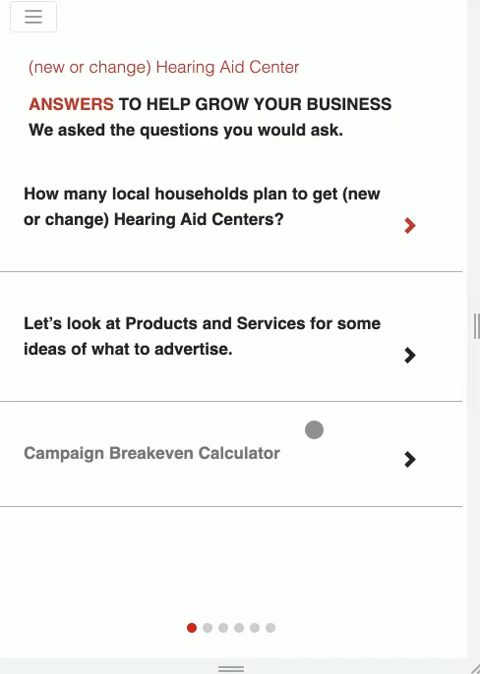 (new or change) Hearing Aid Center
ANSWERS TO HELP GROW YOUR BUSINESS
We asked the questions you would ask.
How many local households plan to get (new
or change) Hearing Aid Centers?
Let’s look at Products and Services for some
ideas of what to advertise.
Campaign Breakeven Calculator